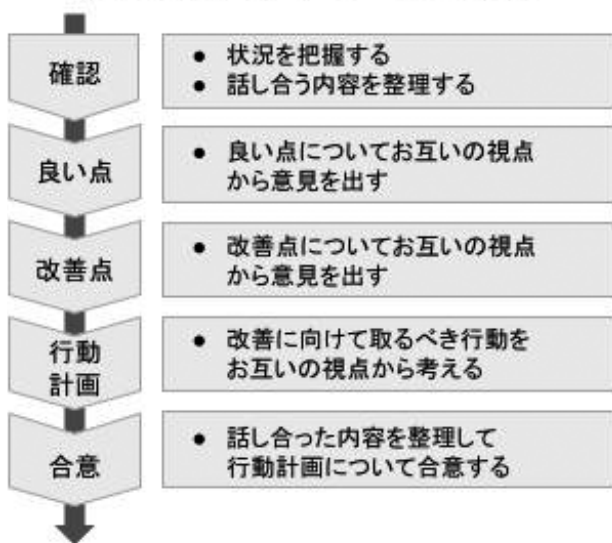 確認
● 状況を把握する
● 話し合う内容を整理する
良い点
● 良い点についてお互いの視点
から意見を出す
改善点
● 改善点についてお互いの視点
から意見を出す
行動
計画
● 改善に向けて取るべき行動を
お互いの視点から考える
合意
● 話し合った内容を整理して
行動計画について合意する